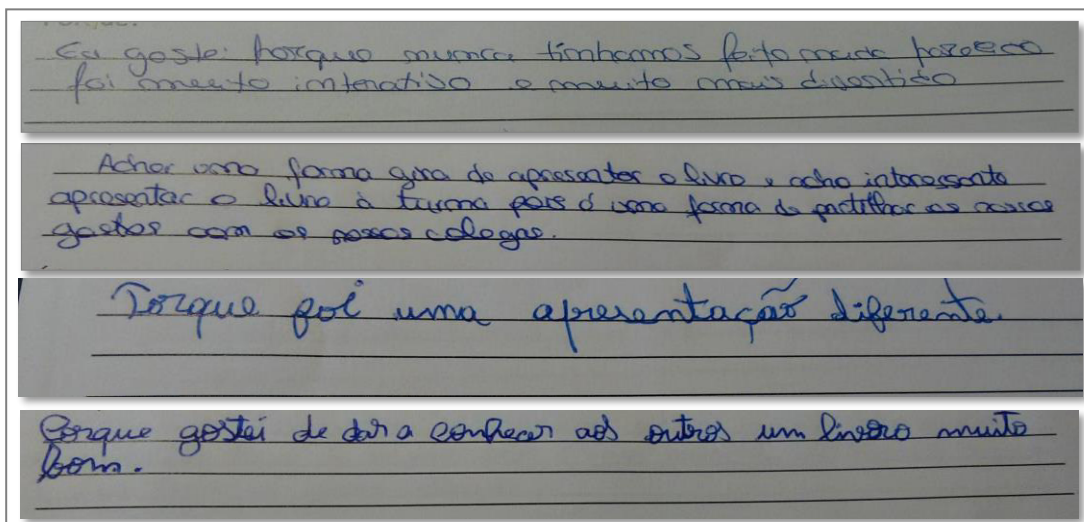 Eu gostei porque nunca tinhamos feito nada parecido
foi muito interativo e muito mais divertido
Achei uma forma gira de apresentar o livro e acho interessante
apresentar o livro à turma pois é uma forma de partilhar os nossos
gostos com os nossos colegas.
Porque foi uma apresentação diferente.
Porque gostei de dar a conhecer aos outros um livro muito
bom.